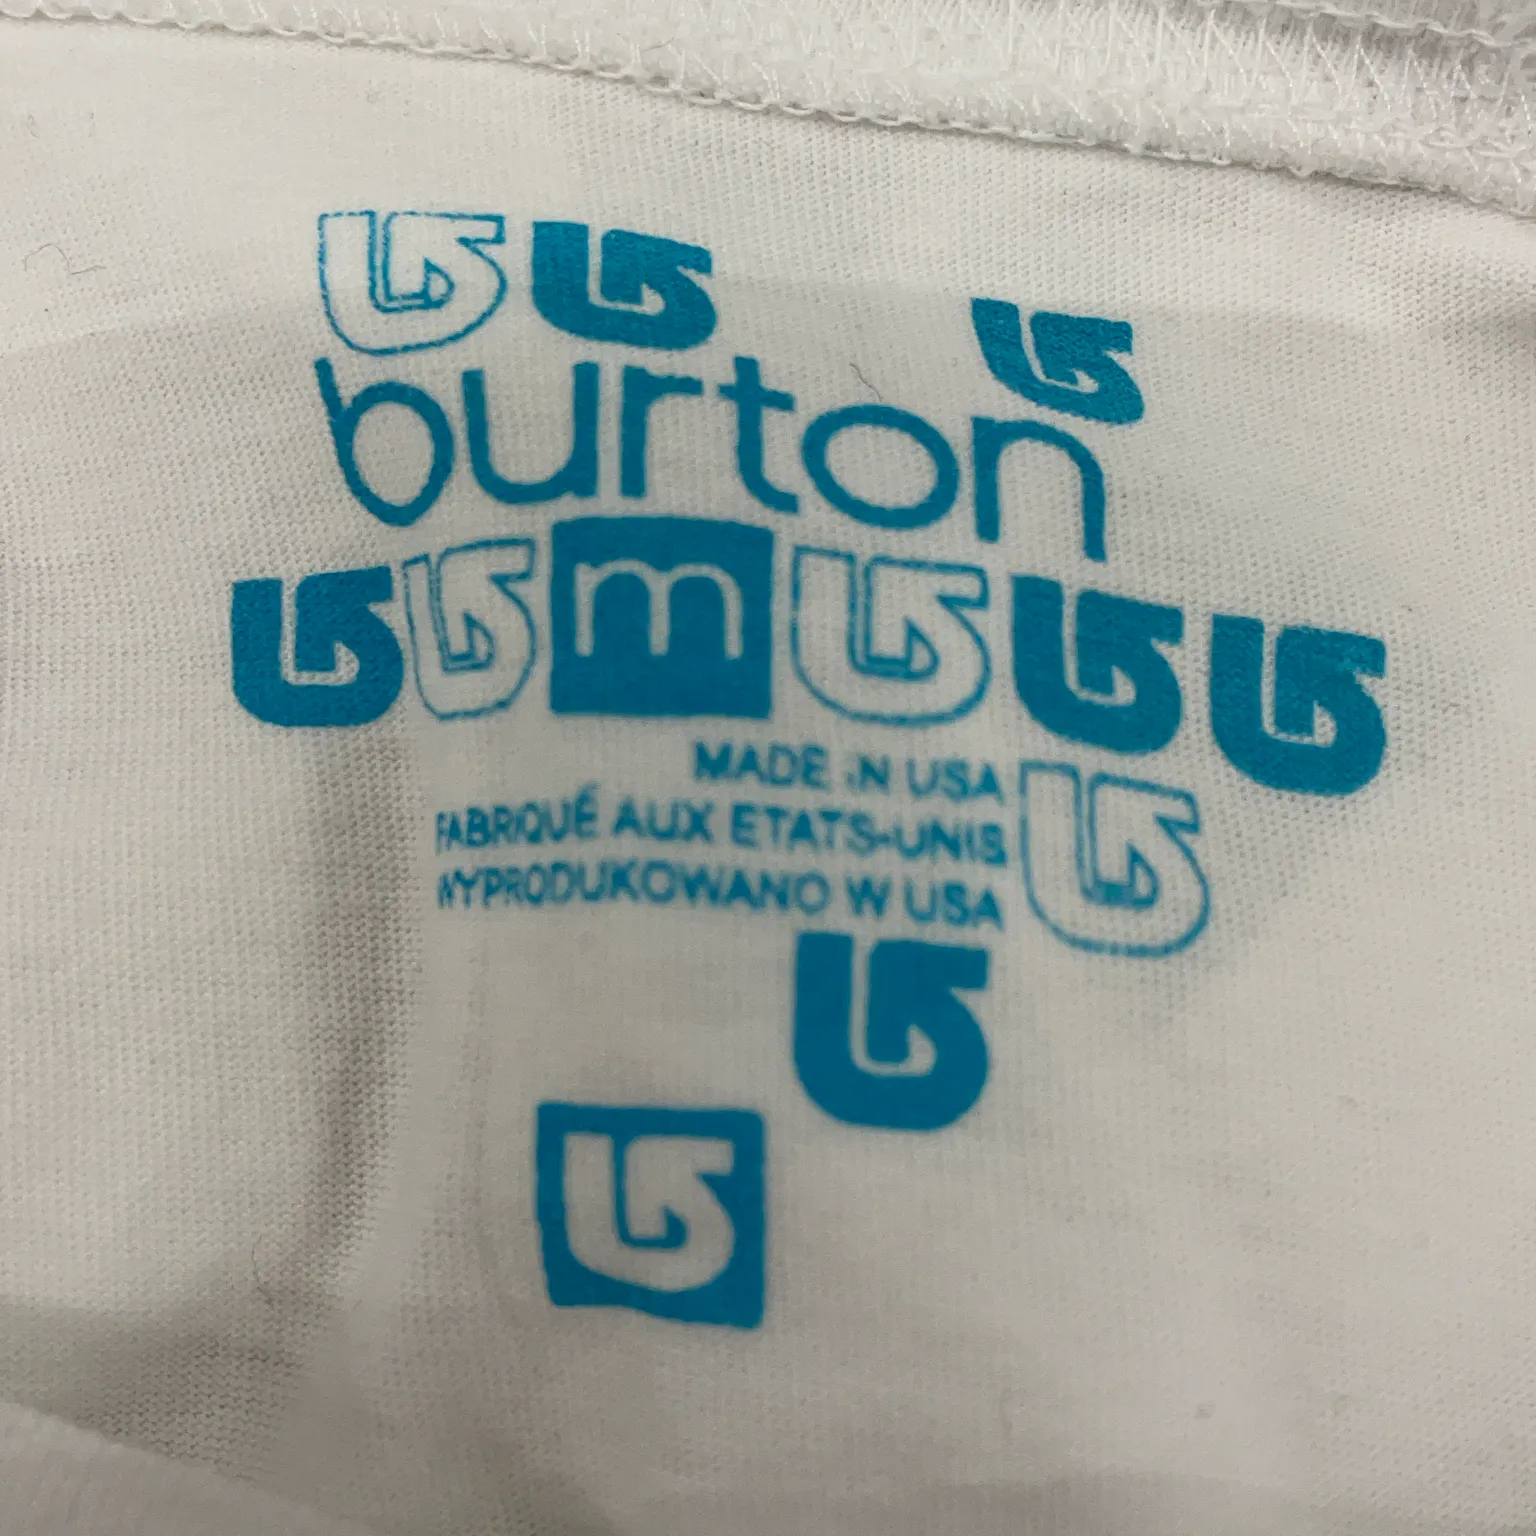 burton
m
MADE IN USA
FABRIQUÉ AUX ETATS-UNIS
WYPRODUKOWANO W USA